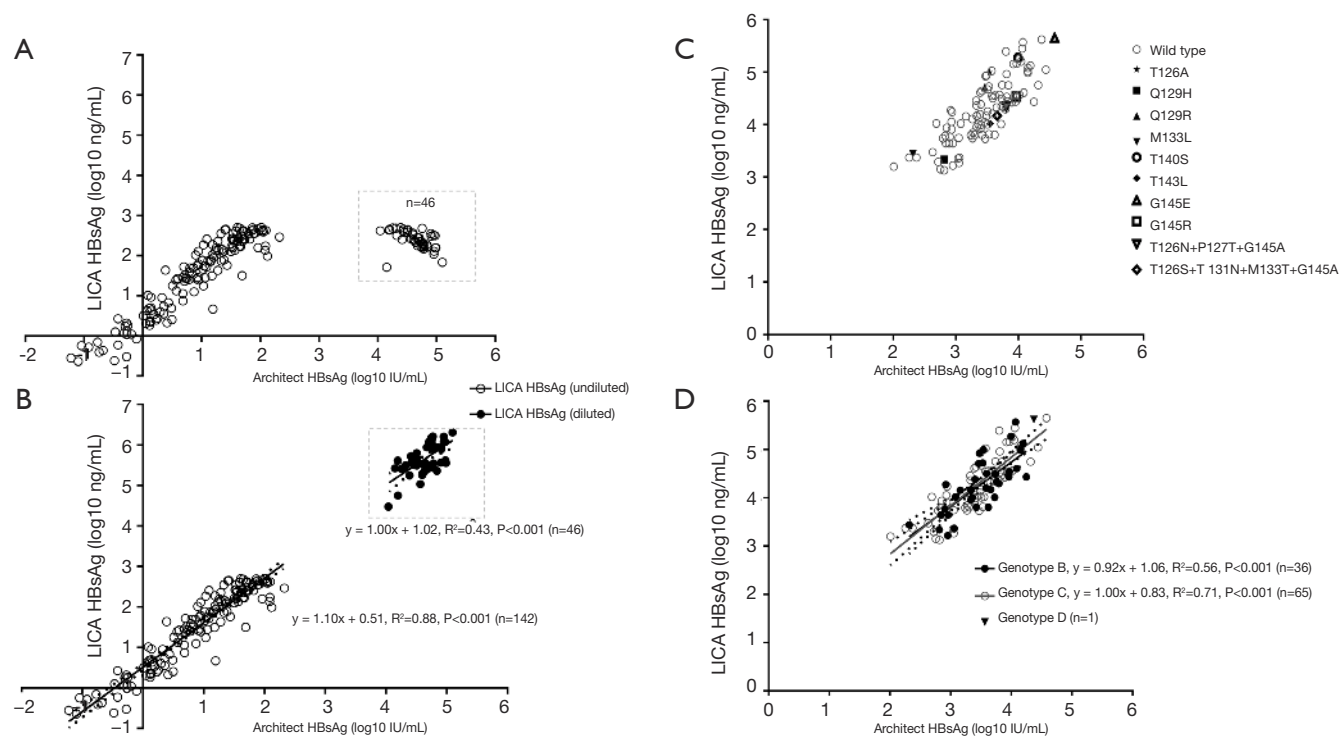 A
LICA HBsAg (log10 ng/mL)
7
6
5
4
3
2
1
-1
n=46
-2 -1 1 2 3 4 5 6
Architect HBsAg (log10 IU/mL)
B
LICA HBsAg (undiluted)
LICA HBsAg (diluted)
LICA HBsAg (log10 ng/mL)
7
6
5
4
3
2
1
-1
y = 1.00x + 1.02, R²=0.43, P<0.001 (n=46)
y = 1.10x + 0.51, R²=0.88, P<0.001 (n=142)
-2 -1 0 1 2 3 4 5 6
Architect HBsAg (log10 IU/mL)
C
LICA HBsAg (log10 ng/mL)
6
5
4
3
2
1
0
0 1 2 3 4 5 6
Architect HBsAg (log10 IU/mL)
Wild type
T126A
Q129H
Q129R
M133L
T140S
T143L
G145E
G145R
T126N+P127T+G145A
T126S+T 131N+M133T+G145A
D
LICA HBsAg (log10 ng/mL)
6
5
4
3
2
1
0
Genotype B, y = 0.92x + 1.06, R²=0.56, P<0.001 (n=36)
Genotype C, y = 1.00x + 0.83, R²=0.71, P<0.001 (n=65)
Genotype D (n=1)
0 1 2 3 4 5 6
Architect HBsAg (log10 IU/mL)